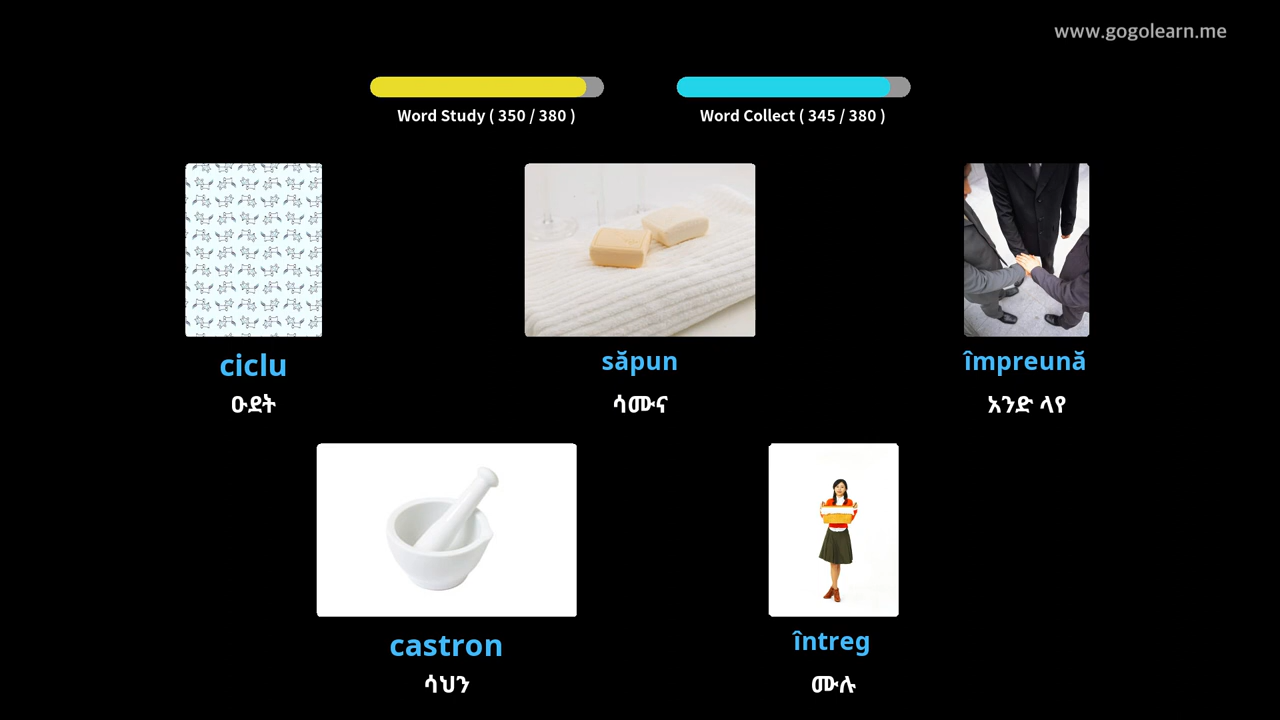 www.gogolearn.me
Word Study ( 350 / 380 )
Word Collect ( 345 / 380 )
ciclu
ዑደት
săpun
ሳሙና
împreună
አንድ ላየ
castron
ሳህን
întreg
ሙሉ